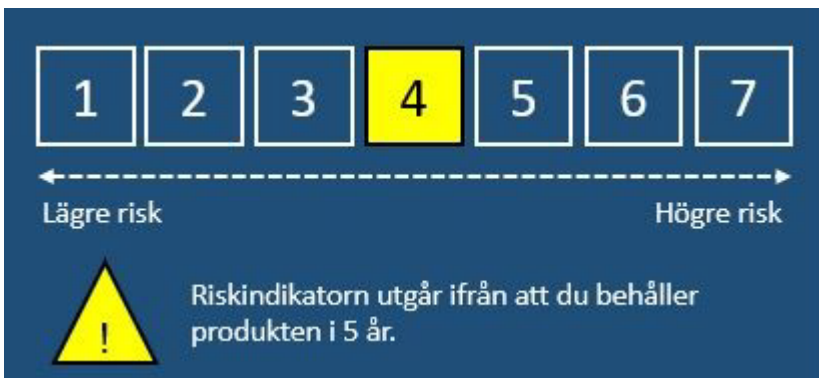 1 2 3 4 5 6 7
Lägre risk Högre risk
Riskindikatorn utgår ifrån att du behåller
! produkten i 5 år.